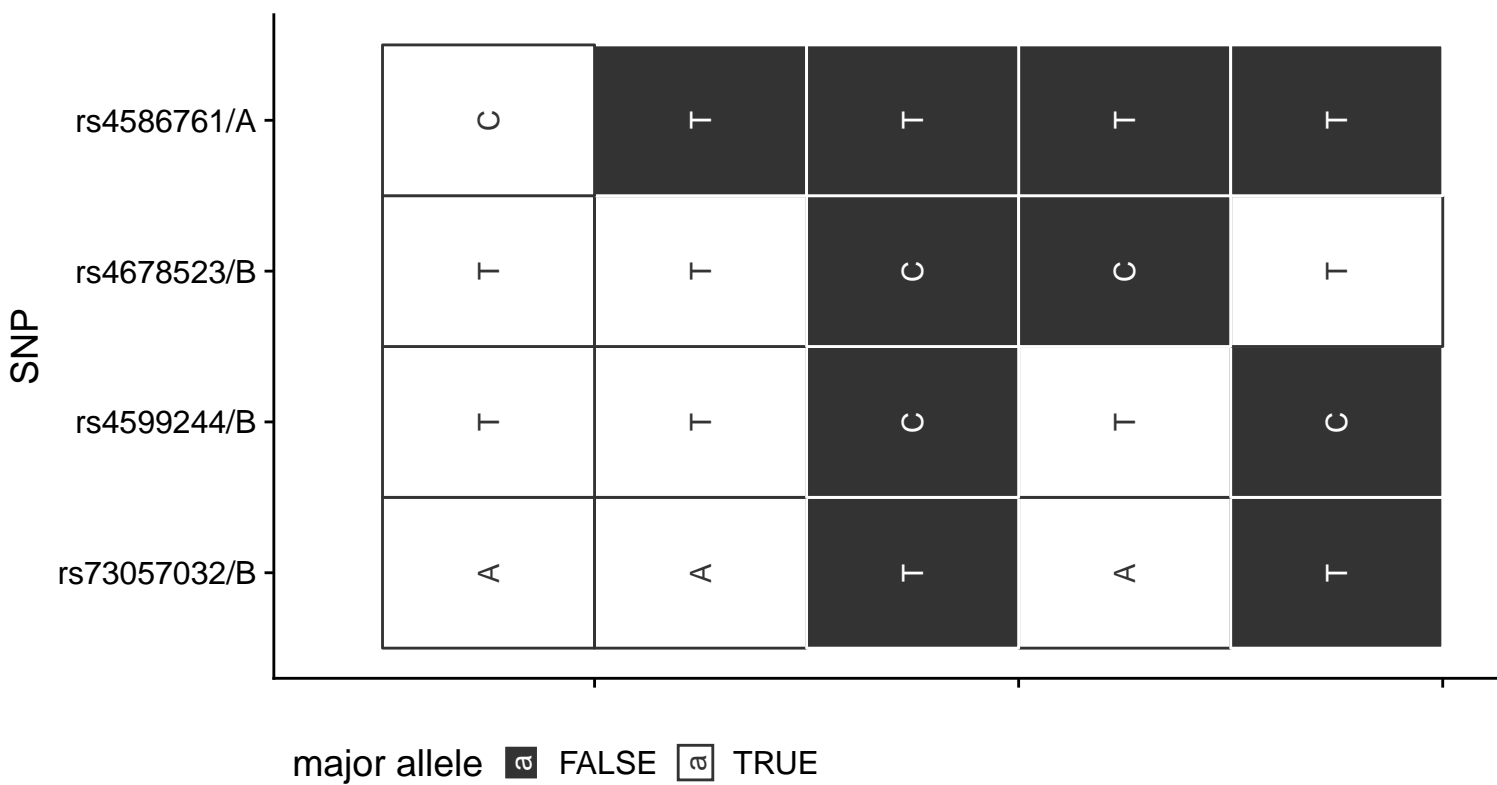 SNP
rs4586761/A C T T T T
rs4678523/B T T C C T
rs4599244/B T T C T C
rs73057032/B A A T A T
major allele a FALSE a TRUE